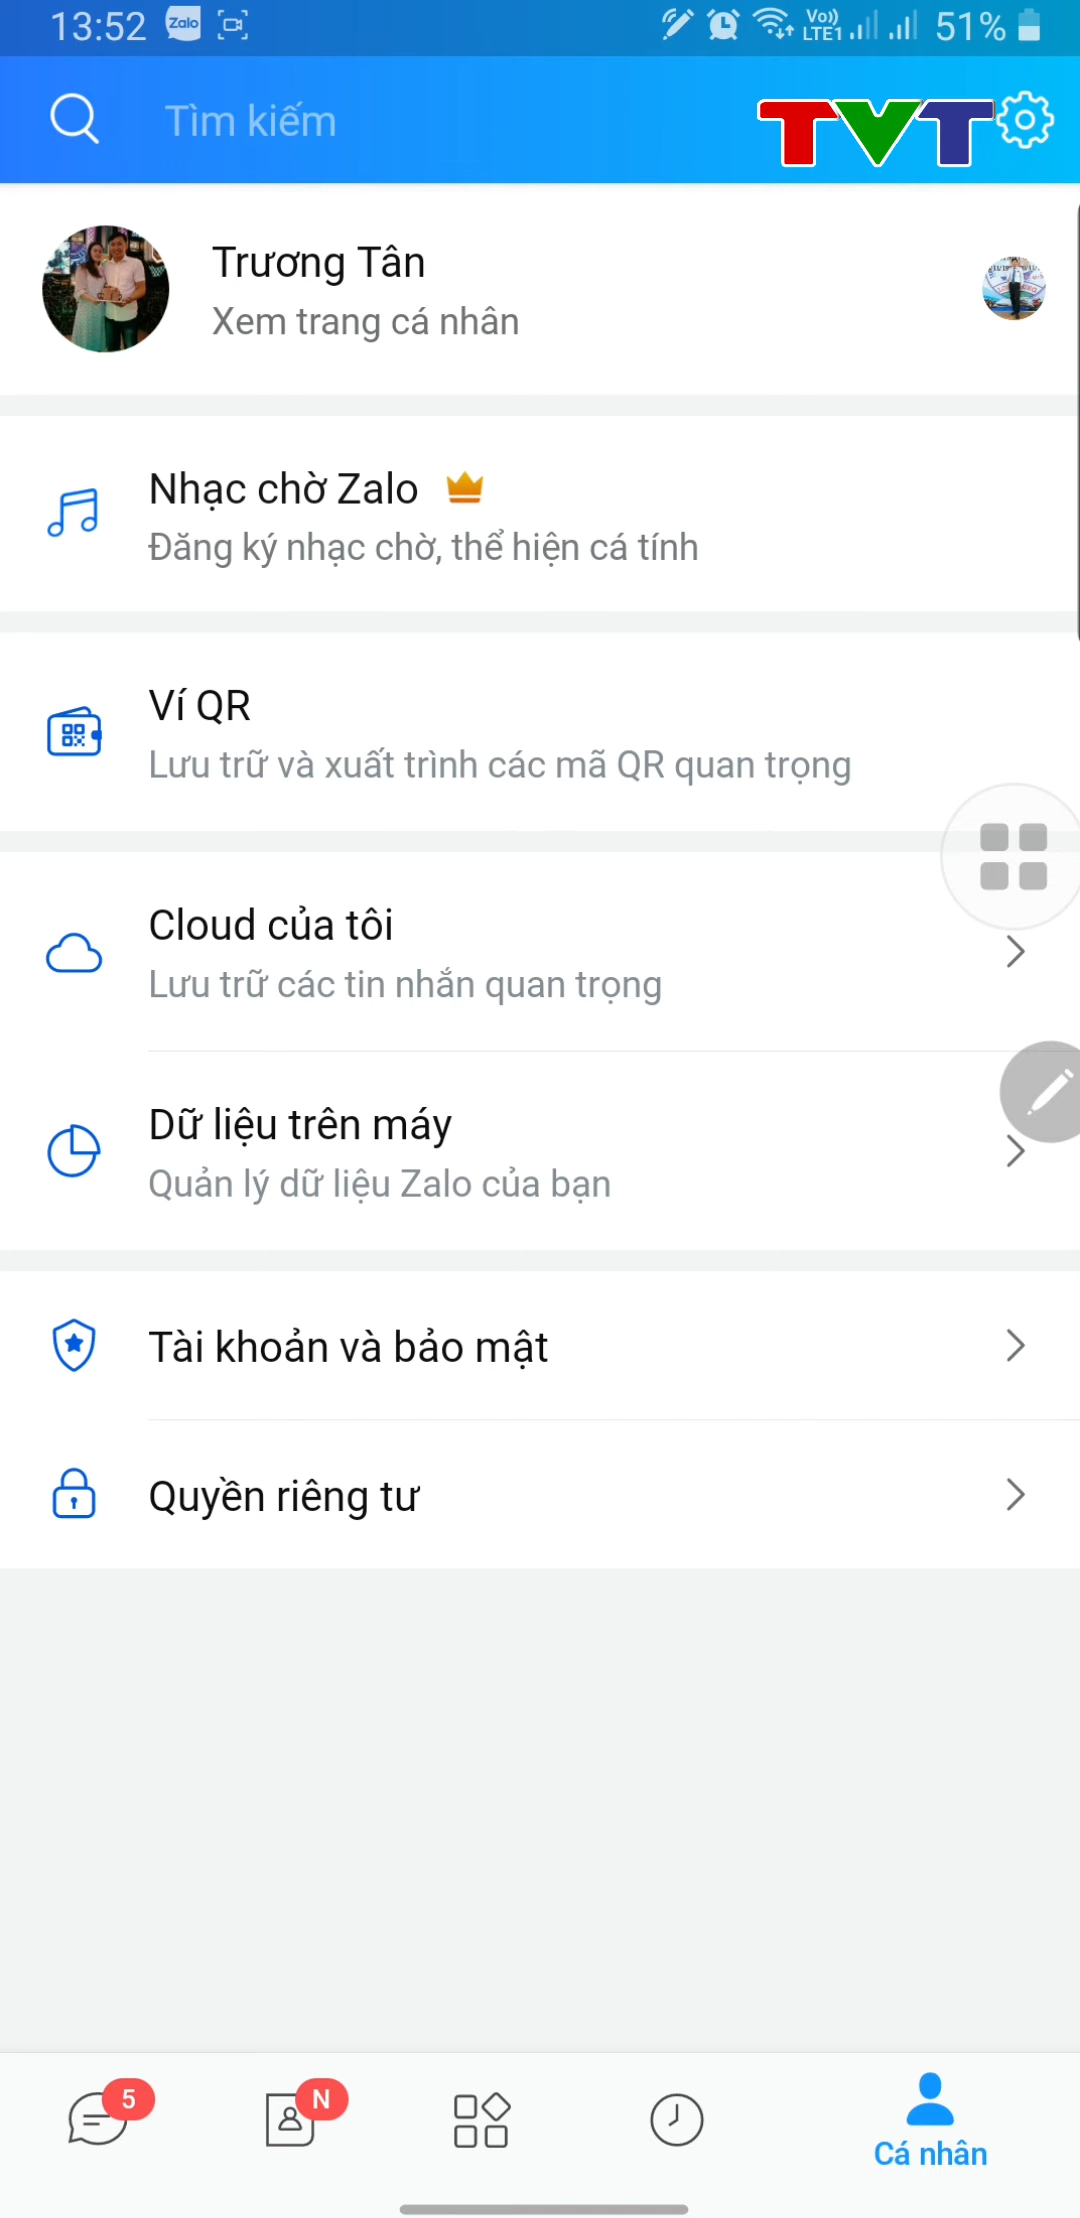 13:52 Zalo Vo)) LTE1 51%
Tìm kiếm TVT
Trương Tân
Xem trang cá nhân
Nhạc chờ Zalo
Đăng ký nhạc chờ, thể hiện cá tính
Ví QR
Lưu trữ và xuất trình các mã QR quan trọng
Cloud của tôi
Lưu trữ các tin nhắn quan trọng
Dữ liệu trên máy
Quản lý dữ liệu Zalo của bạn
Tài khoản và bảo mật
Quyền riêng tư
5 N
Cá nhân